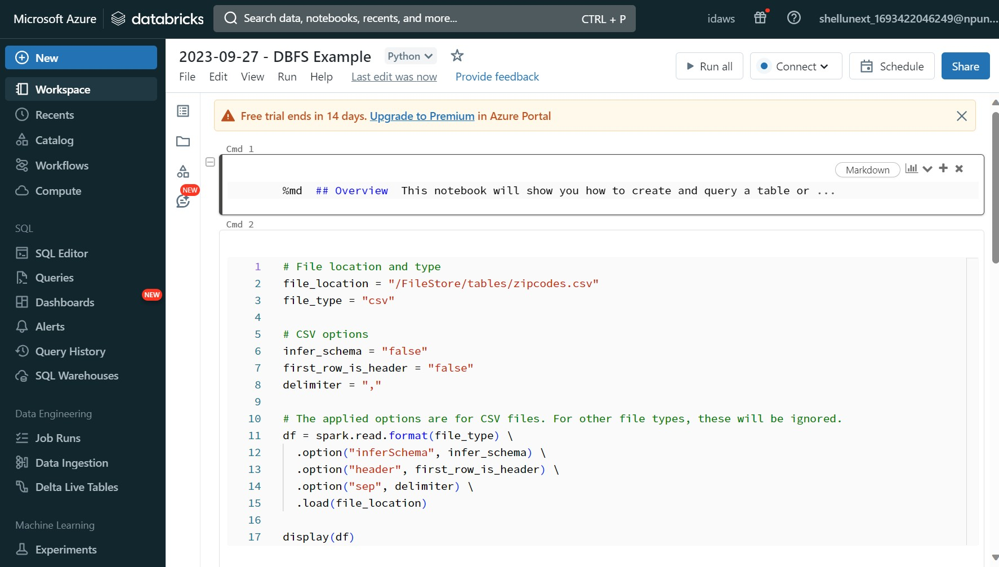 Microsoft Azure databricks Search data, notebooks, recents, and more... CTRL + P idaws shellunext_1693422046249@npun...
New
Workspace
Recents
Catalog
Workflows
Compute
SQL
SQL Editor
Queries
Dashboards NEW
Alerts
Query History
SQL Warehouses
Data Engineering
Job Runs
Data Ingestion
Delta Live Tables
Machine Learning
Experiments
2023-09-27 - DBFS Example Python
File Edit View Run Help Last edit was now Provide feedback
Run all Connect Schedule Share
NEW
Free trial ends in 14 days. Upgrade to Premium in Azure Portal
Cmd 1
Markdown
%md ## Overview This notebook will show you how to create and query a table or ...
Cmd 2
1 # File location and type
2 file_location = "/FileStore/tables/zipcodes.csv"
3 file_type = "csv"
4
5 # CSV options
6 infer_schema = "false"
7 first_row_is_header = "false"
8 delimiter = ","
9
10 # The applied options are for CSV files. For other file types, these will be ignored.
11 df = spark.read.format(file_type) \
12 .option("inferSchema", infer_schema) \
13 .option("header", first_row_is_header) \
14 .option("sep", delimiter) \
15 .load(file_location)
16
17 display(df)